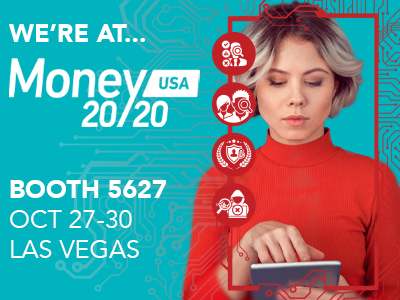 WE'RE AT...
Money
USA
20/20
BOOTH 5627
OCT 27-30
LAS VEGAS